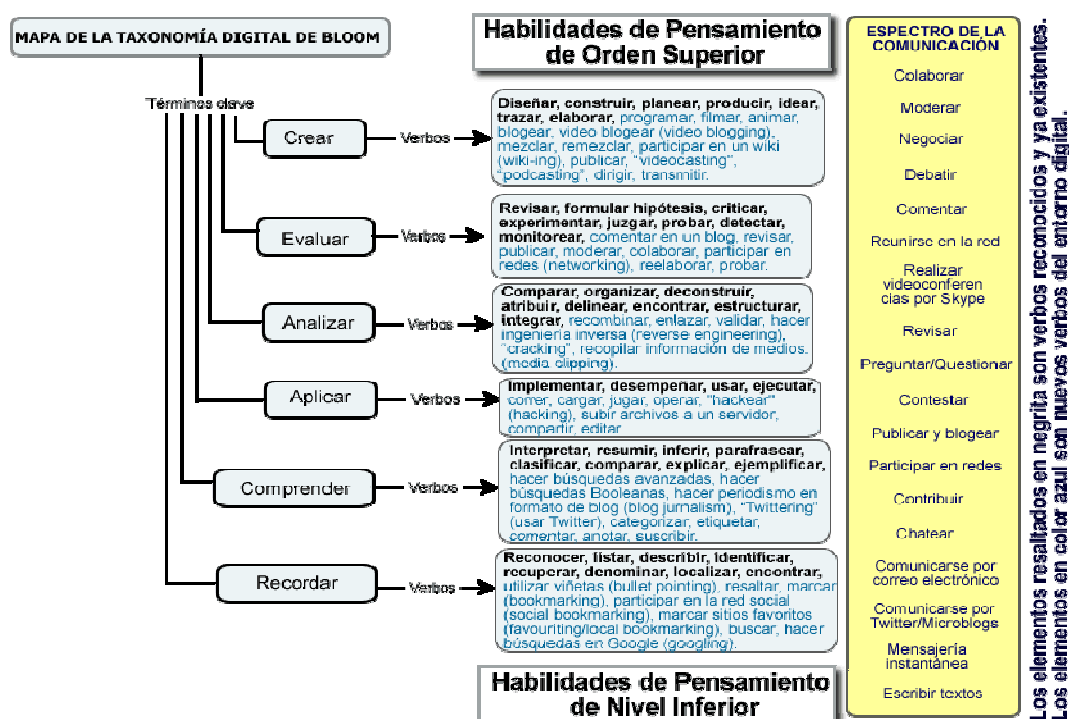 MAPA DE LA TAXONOMÍA DIGITAL DE BLOOM
Términos clave
Habilidades de Pensamiento
de Orden Superior
Crear
Verbos
Diseñar, construir, planear, producir, idear,
trazar, elaborar, programar, filmar, animar,
blogear, video blogear (video blogging),
mezclar, remezclar, participar en un wiki
(wiki-ing), publicar, "videocasting",
"podcasting", dirigir, transmitir.
Evaluar
Verbos
Revisar, formular hipótesis, criticar,
experimentar, juzgar, probar, detectar,
monitorear, comentar en un blog, revisar,
publicar, moderar, colaborar, participar en
redes (networking), reelaborar, probar.
Analizar
Verbos
Comparar, organizar, deconstruir,
atribuir, delinear, encontrar, estructurar,
integrar, recombinar, enlazar, validar, hacer
ingeniería inversa (reverse engineering),
"cracking", recopilar información de medios.
(media clipping).
Aplicar
Verbos
Implementar, desempeñar, usar, ejecutar,
correr, cargar, jugar, operar, "hackear"
(hacking), subir archivos a un servidor,
compartir, editar
Comprender
Verbos
Interpretar, resumir, inferir, parafrasear,
clasificar, comparar, explicar, ejemplificar,
hacer búsquedas avanzadas, hacer
búsquedas Booleanas, hacer periodismo en
formato de blog (blog jurnalism), "Twittering"
(usar Twitter), categorizar, etiquetar,
comentar, anotar, suscribir.
Recordar
Verbos
Reconocer, listar, describir, identificar,
recuperar, denominar, localizar, encontrar,
utilizar viñetas (bullet pointing), resaltar, marcar
(bookmarking), participar en la red social
(social bookmarking), marcar sitios favoritos
(favouriting/local bookmarking), buscar, hacer
búsquedas en Google (googling).
Habilidades de Pensamiento
de Nivel Inferior
ESPECTRO DE LA
COMUNICACIÓN
Colaborar
Moderar
Negociar
Debatir
Comentar
Reunirse en la red
Realizar
videoconferen
cias por Skype
Revisar
Preguntar/Questionar
Contestar
Publicar y blogear
Participar en redes
Contribuir
Chatear
Comunicarse por
correo electrónico
Comunicarse por
Twitter/Microblogs
Mensajería
instantánea
Escribir textos
Los elementos resaltados en negrita son verbos reconocidos y ya existentes.
Los elementos en color azul son nuevos verbos del entorno digital.